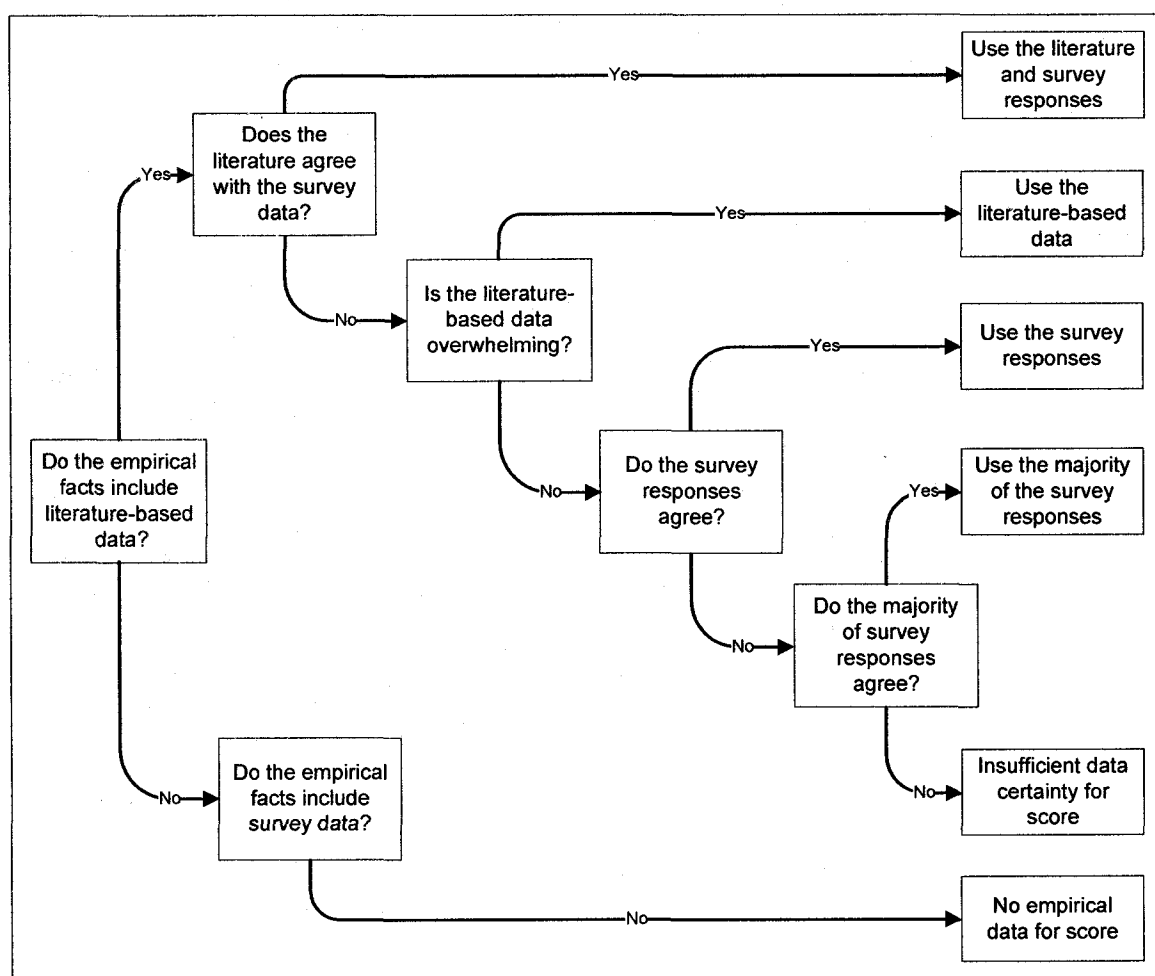 Use the literature
and survey
responses
Yes
Does the
literature agree
with the survey
data?
Yes
Use the
literature-based
data
Yes
Is the literature-
based data
overwhelming?
No
Use the survey
responses
Yes
Do the empirical
facts include
literature-based
data?
Do the survey
responses
agree?
No
Use the majority
of the survey
responses
Yes
Do the majority
of survey
responses
agree?
No
Do the empirical
facts include
survey data?
No
Insufficient data
certainty for
score
No
No empirical
data for score
No